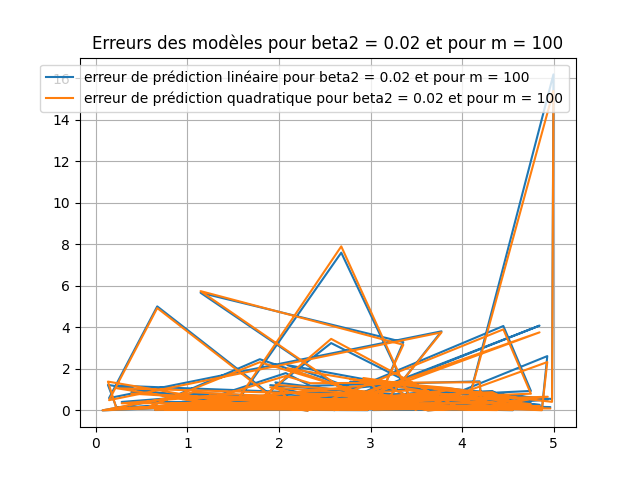 Erreurs des modèles pour beta2 = 0.02 et pour m = 100
erreur de prédiction linéaire pour beta2 = 0.02 et pour m = 100
erreur de prédiction quadratique pour beta2 = 0.02 et pour m = 100
16
14
12
10
8
6
4
2
0
0 1 2 3 4 5